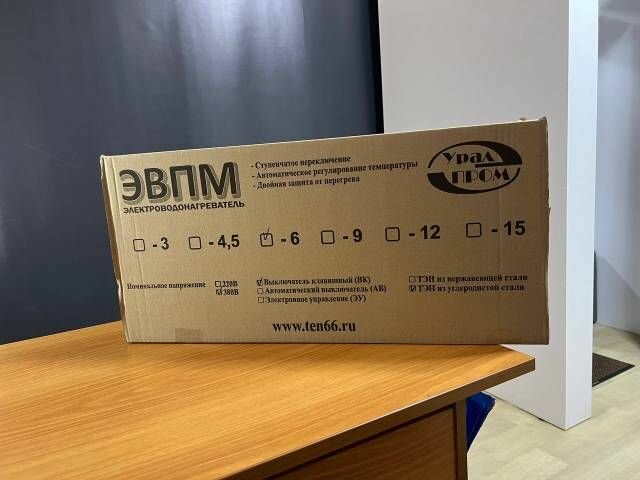 ЭВПМ
ЭЛЕКТРОВОДОНАГРЕВАТЕЛЬ
- Ступенчатое переключение
- Автоматическое регулирование температуры
- Двойная защита от перегрева
Урал
ПРОМ
☐ - 3 ☐ - 4,5 ☑ - 6 ☐ - 9 ☐ - 12 ☐ - 15
Номинальное напряжение ☐ 220В
☑ 380В
☑ Выключатель клавишный (ВК)
☐ Автоматический выключатель (АВ)
☐ Электронное управление (ЭУ)
☐ ТЭН из нержавеющей стали
☑ ТЭН из углеродистой стали
www.ten66.ru